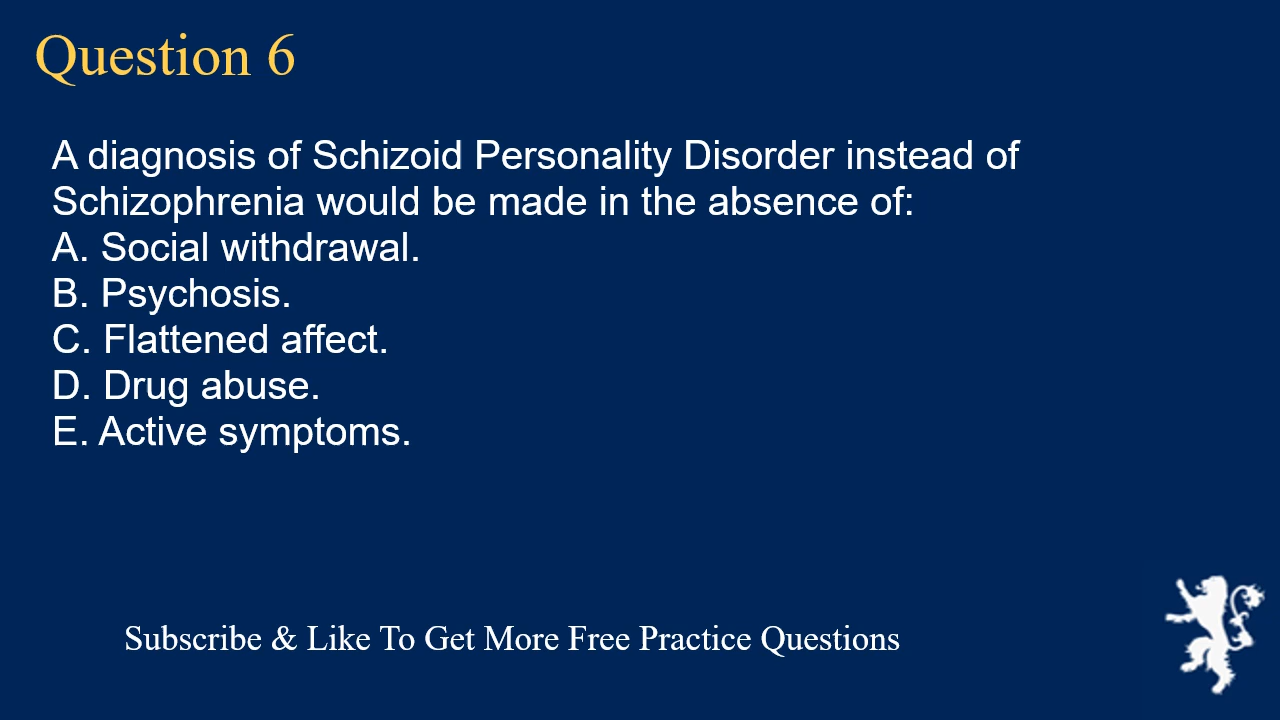 Question 6
A diagnosis of Schizoid Personality Disorder instead of
Schizophrenia would be made in the absence of:
A. Social withdrawal.
B. Psychosis.
C. Flattened affect.
D. Drug abuse.
E. Active symptoms.
Subscribe & Like To Get More Free Practice Questions